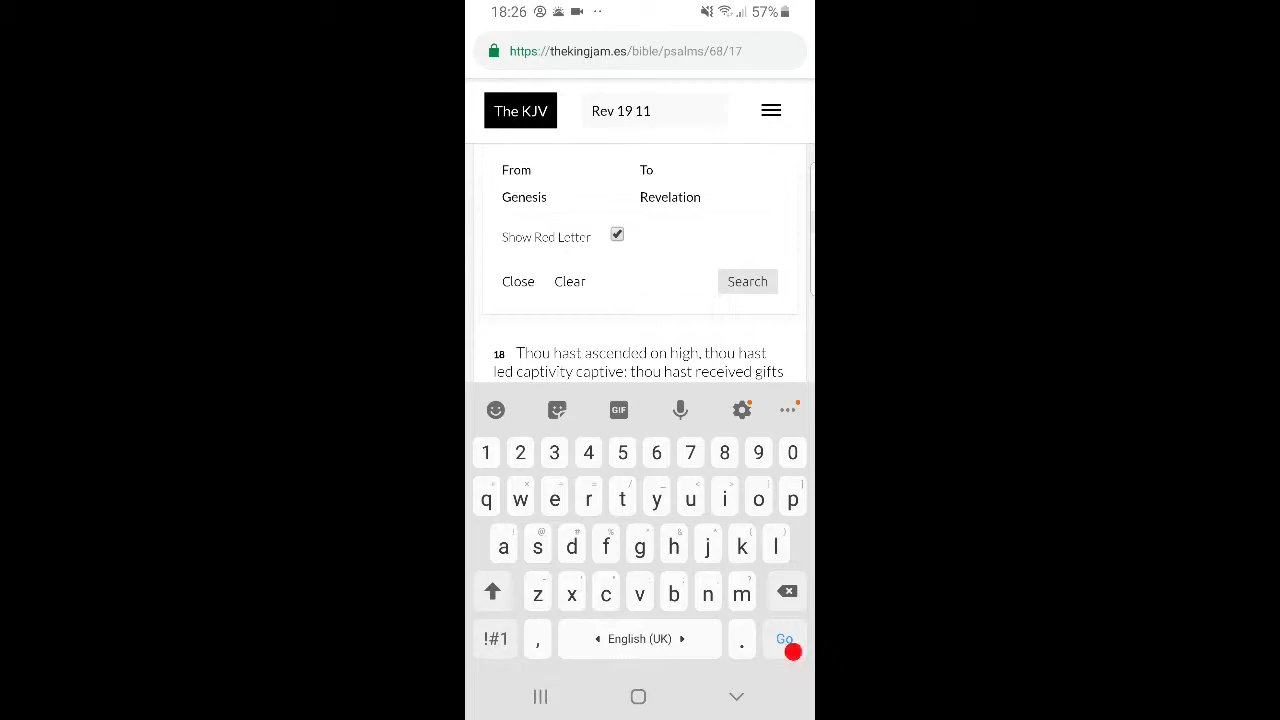 18:26 57%
https://thekingjam.es/bible/psalms/68/17
The KJV Rev 19 11
From To
Genesis Revelation
Show Red Letter
Close Clear Search
18 Thou hast ascended on high, thou hast
led captivity captive: thou hast received gifts
GIF
1 2 3 4 5 6 7 8 9 0
q w e r t y u i o p
a s d f g h j k l
z x c v b n m
!#1 , English (UK) . Go